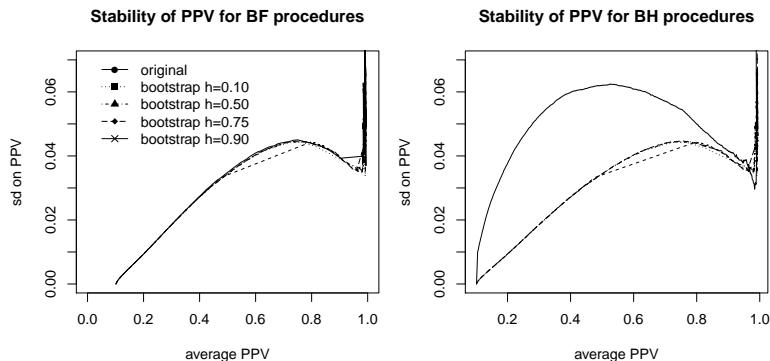 Stability of PPV for BF procedures
original
bootstrap h=0.10
bootstrap h=0.50
bootstrap h=0.75
bootstrap h=0.90
sd on PPV
0.00
0.02
0.04
0.06
0.0 0.2 0.4 0.6 0.8 1.0
average PPV
Stability of PPV for BH procedures
sd on PPV
0.00
0.02
0.04
0.06
0.0 0.2 0.4 0.6 0.8 1.0
average PPV